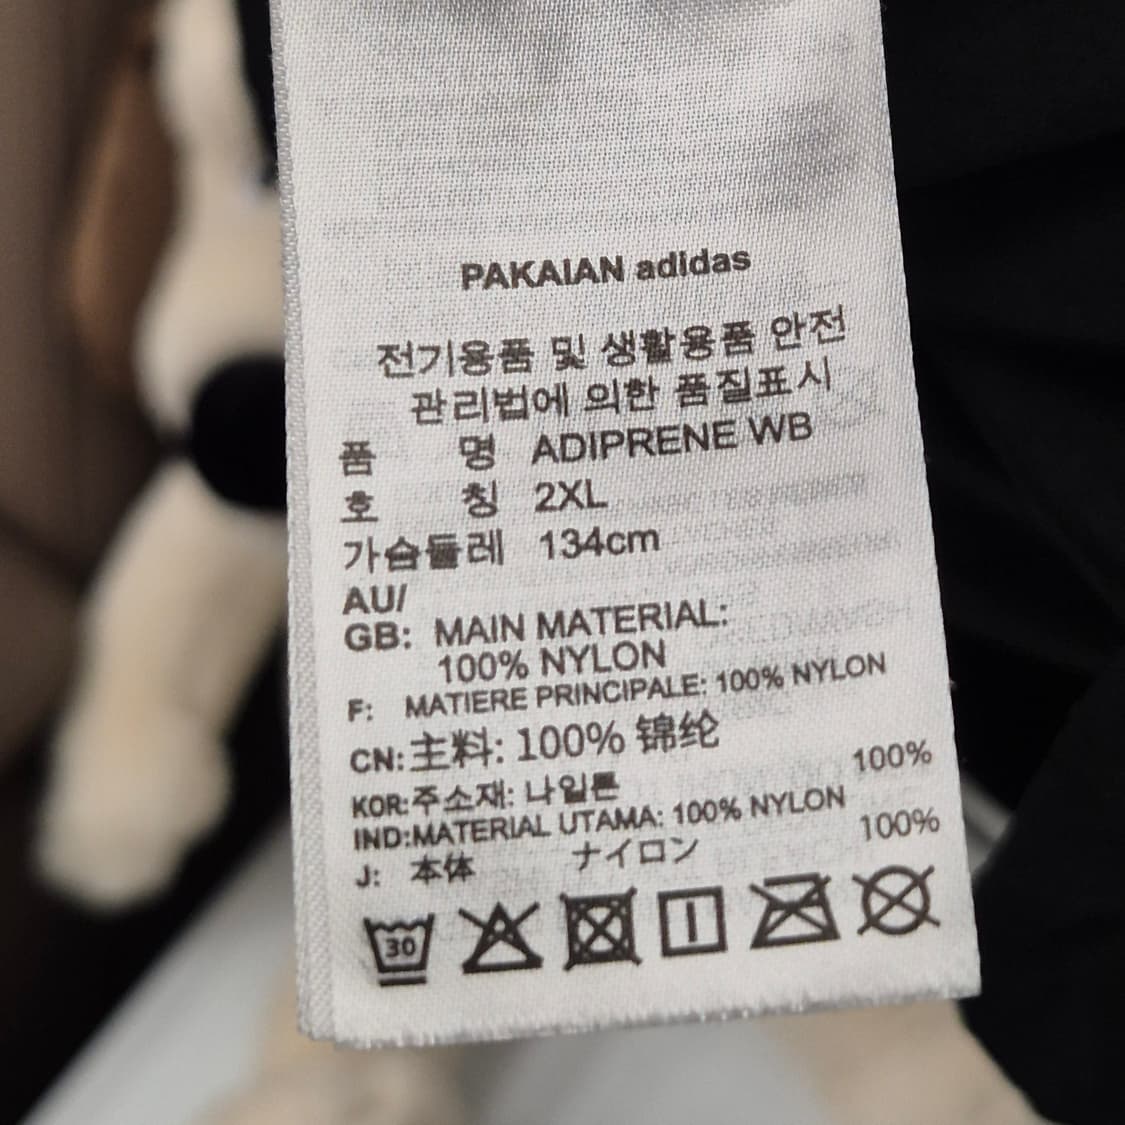 PAKAIAN adidas
전기용품 및 생활용품 안전
관리법에 의한 품질표시
품 명 ADIPRENE WB
호 칭 2XL
가슴둘레 134cm
AU/
GB: MAIN MATERIAL:
100% NYLON
F: MATIERE PRINCIPALE: 100% NYLON
CN: 主料: 100% 锦纶
KOR: 주소재: 나일론 100%
IND:MATERIAL UTAMA: 100% NYLON
J: 本体 ナイロン 100%
30